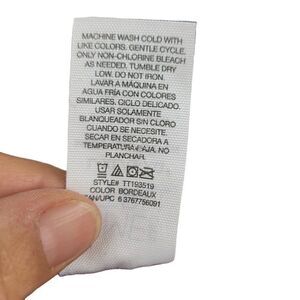 MACHINE WASH COLD WITH
LIKE COLORS. GENTLE CYCLE.
ONLY NON-CHLORINE BLEACH
AS NEEDED. TUMBLE DRY
LOW. DO NOT IRON.
LAVAR A MÁQUINA EN
AGUA FRÍA CON COLORES
SIMILARES. CICLO DELICADO.
USAR SOLAMENTE
BLANQUEADOR SIN CLORO
CUANDO SE NECESITE.
SECAR EN SECADORA A
TEMPERATURA BAJA. NO
PLANCHAR.
STYLE# TT193519
COLOR BORDEAUX
EAN/UPC 6 3767756091